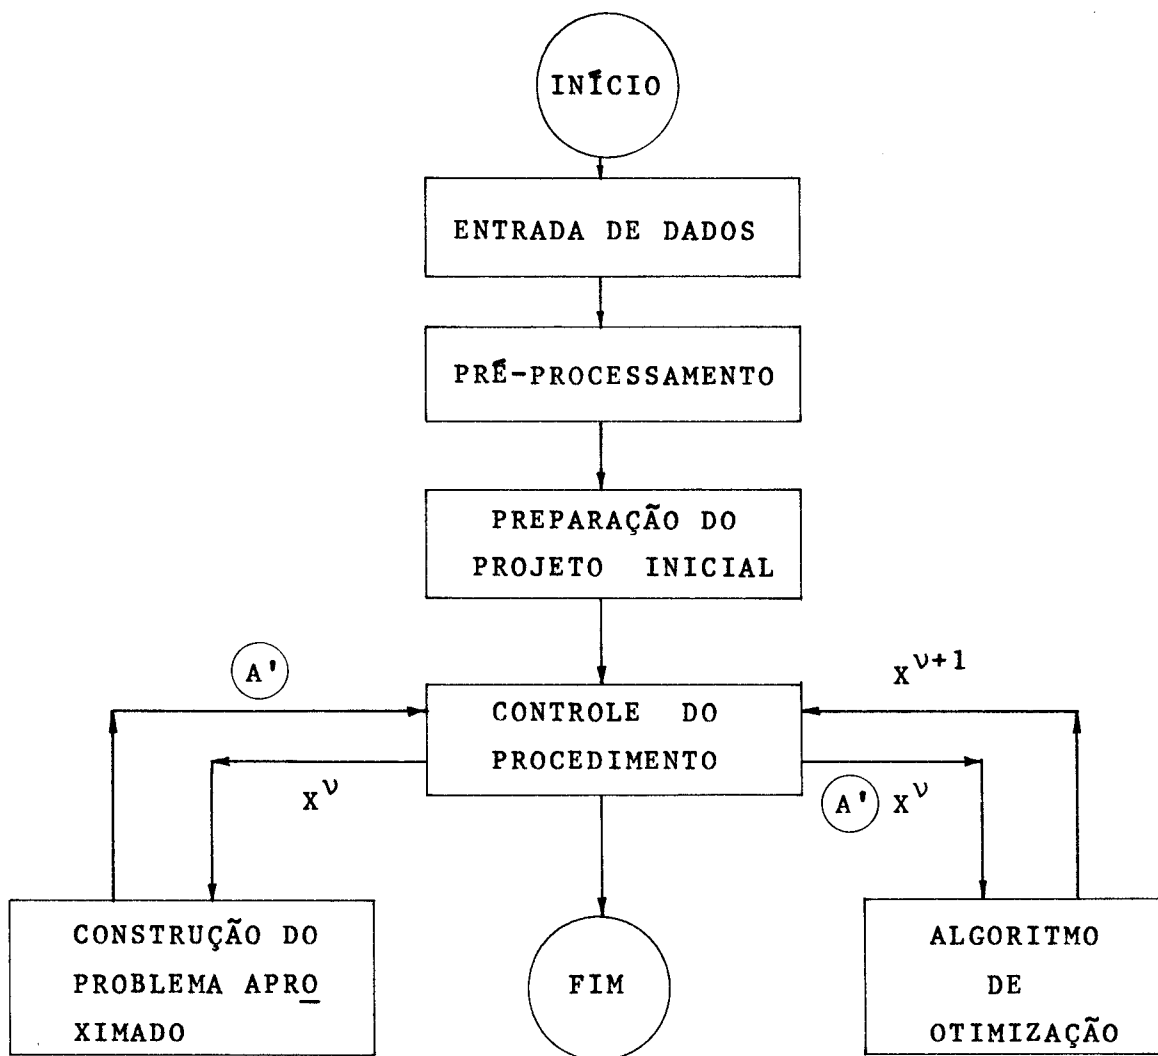 INÍCIO
ENTRADA DE DADOS
PRÉ-PROCESSAMENTO
PREPARAÇÃO DO
PROJETO INICIAL
A'
X^ν+1
CONTROLE DO
PROCEDIMENTO
X^ν
A' X^ν
CONSTRUÇÃO DO
PROBLEMA APRO
XIMADO
FIM
ALGORITMO
DE
OTIMIZAÇÃO